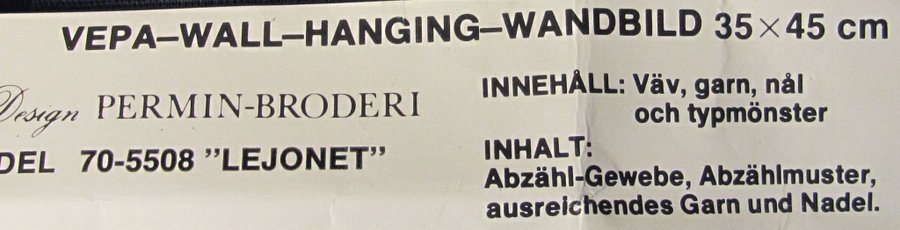 VEPA–WALL–HANGING–WANDBILD 35×45 cm
Design PERMIN-BRODERI
DEL 70-5508 ”LEJONET”
INNEHÅLL: Väv, garn, nål
och typmönster
INHALT:
Abzähl-Gewebe, Abzählmuster,
ausreichendes Garn und Nadel.